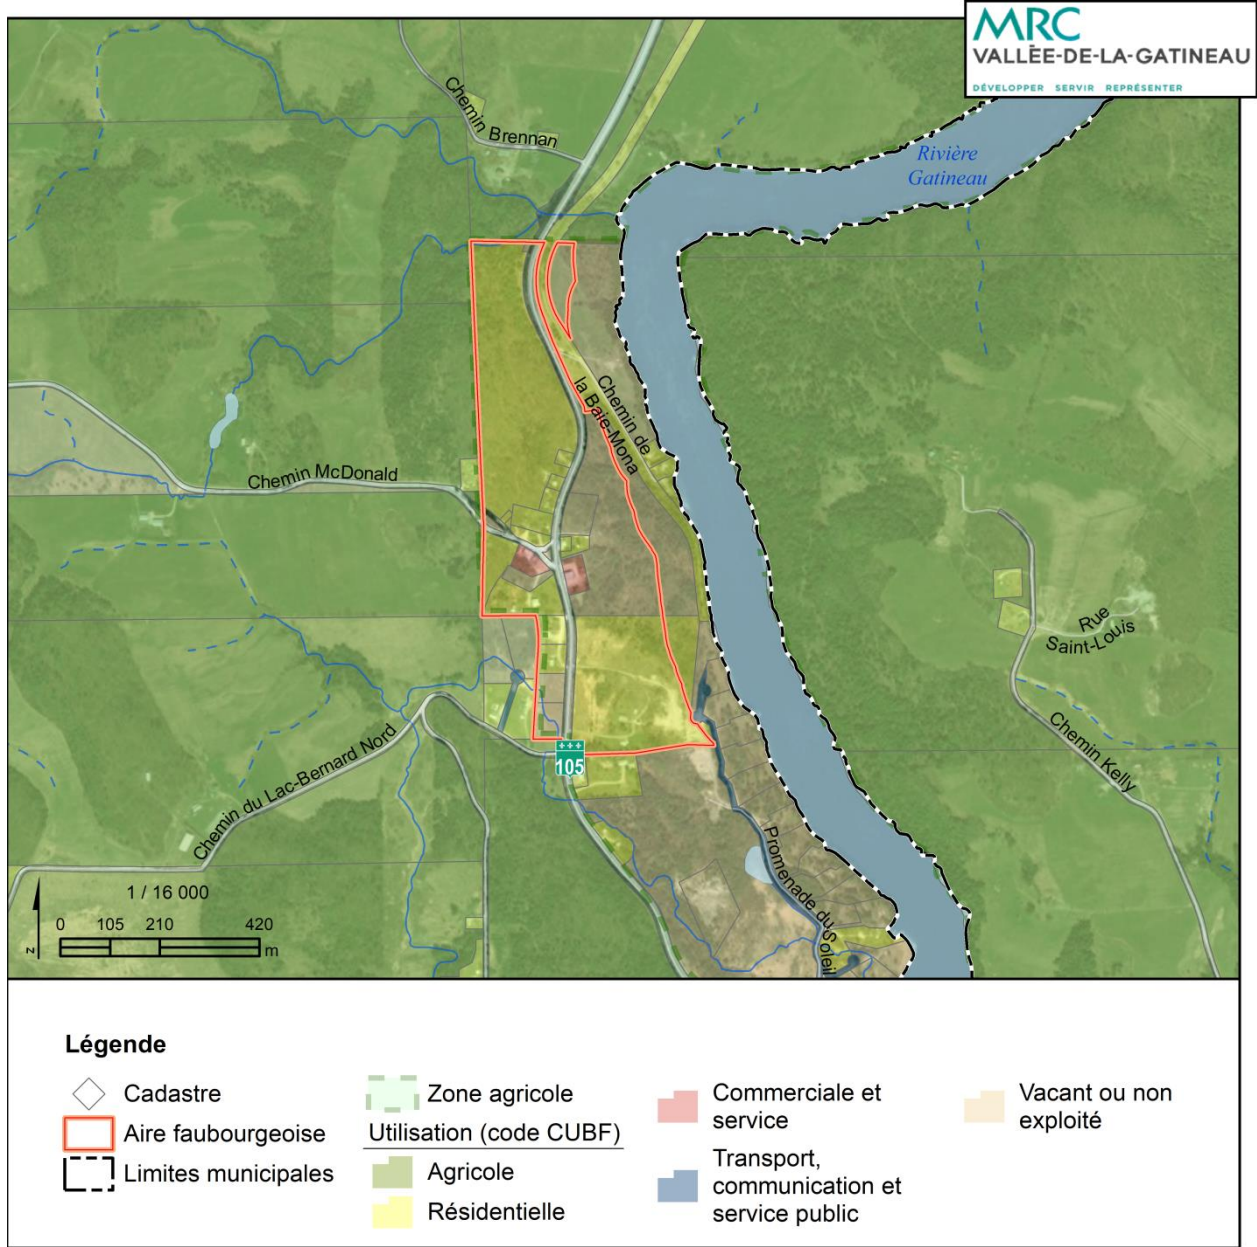 MRC
VALLÉE-DE-LA-GATINEAU
DÉVELOPPER SERVIR REPRÉSENTER
Chemin Brennan
Rivière
Gatineau
Chemin de
la Baie-Mona
Chemin McDonald
Rue
Saint-Louis
Chemin Kelly
105
Chemin du Lac-Bernard Nord
Promenade du Soleil
1 / 16 000
0 105 210 420
m
N
Légende
Cadastre
Aire faubourgeoise
Limites municipales
Zone agricole
Utilisation (code CUBF)
Agricole
Résidentielle
Commerciale et
service
Transport,
communication et
service public
Vacant ou non
exploité